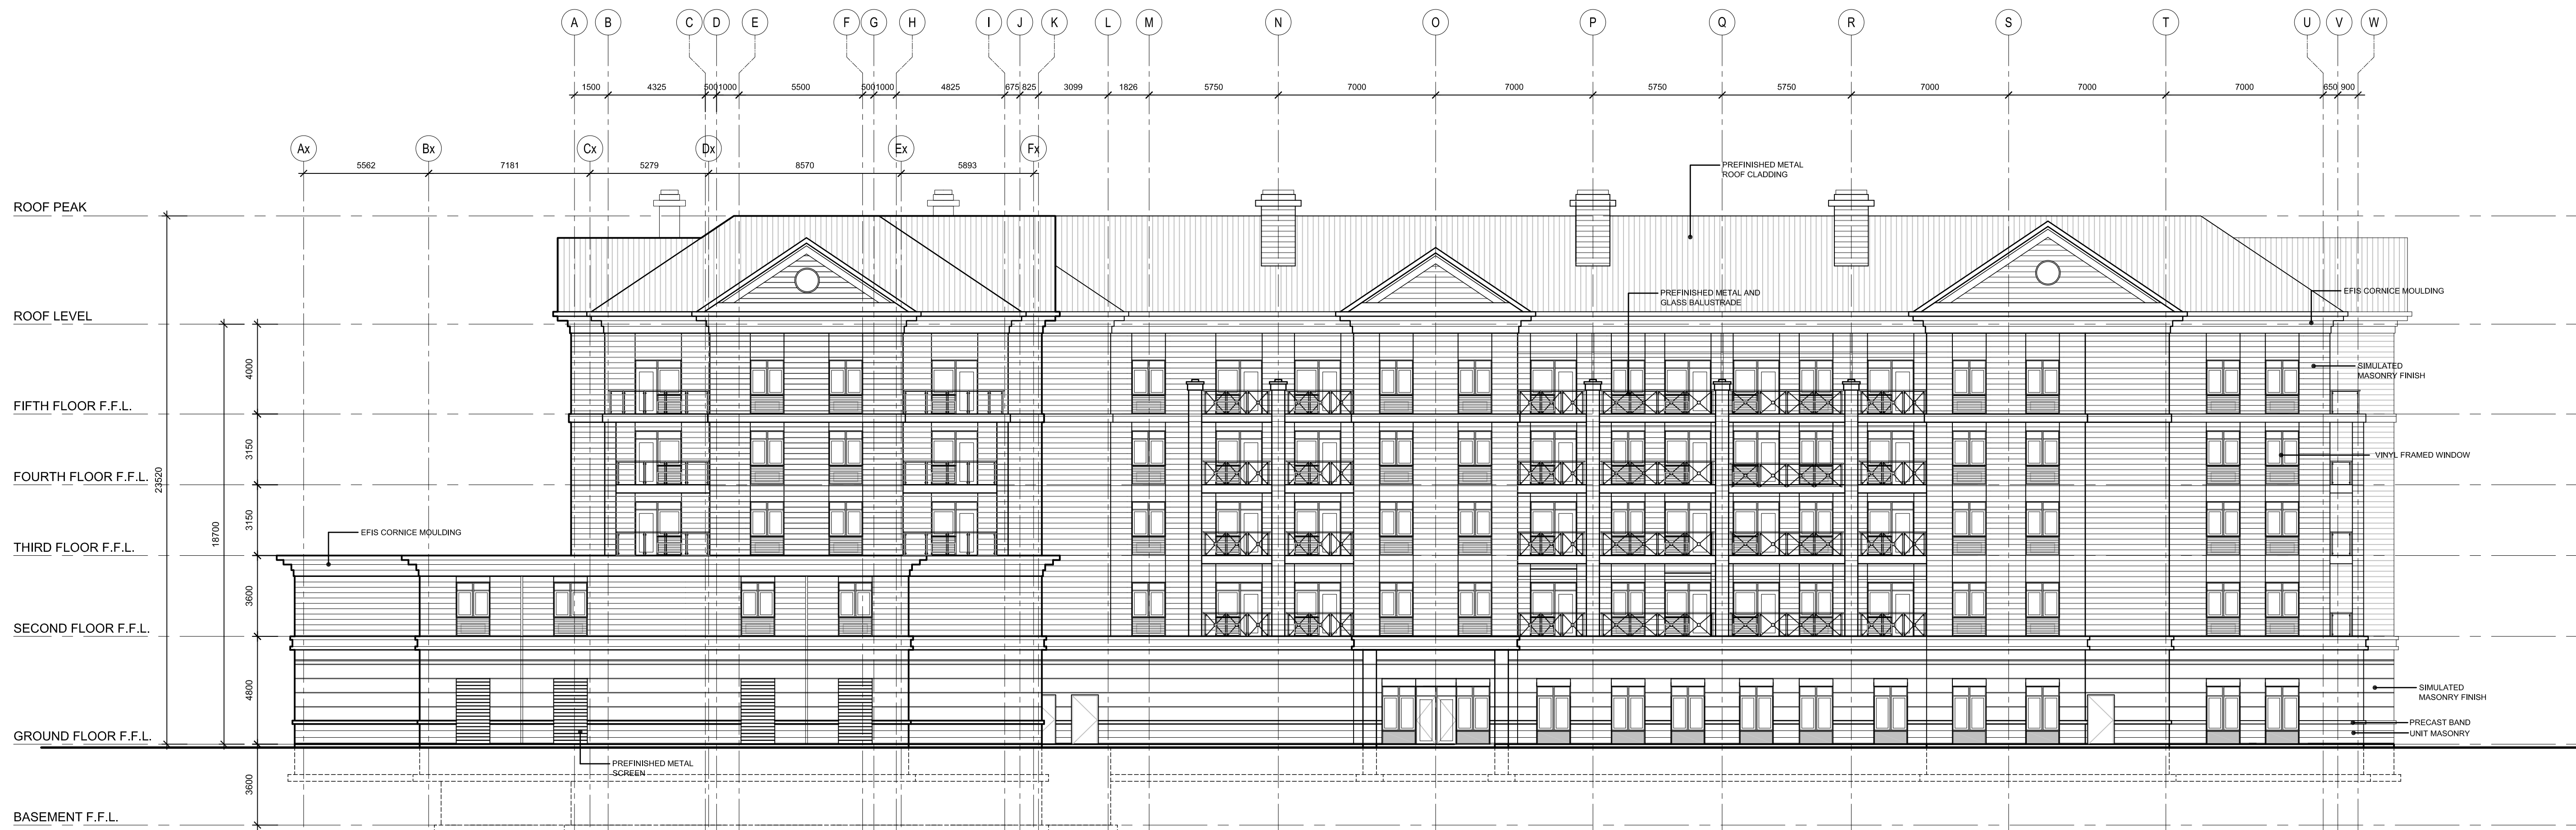 A B C D E F G H I J K L M N O P Q R S T U V W
1500 4325 500 1000 5500 500 1000 4825 675 825 3099 1826 5750 7000 7000 5750 5750 7000 7000 7000 650 900
Ax Bx Cx Dx Ex Fx
5562 7181 5279 8570 5893
PREFINISHED METAL
ROOF CLADDING
ROOF PEAK
PREFINISHED METAL AND
GLASS BALUSTRADE
EFIS CORNICE MOULDING
ROOF LEVEL
4000
SIMULATED
MASONRY FINISH
FIFTH FLOOR F.F.L.
3150
VINYL FRAMED WINDOW
FOURTH FLOOR F.F.L.
23520
18700
3150
EFIS CORNICE MOULDING
THIRD FLOOR F.F.L.
3600
SECOND FLOOR F.F.L.
4800
SIMULATED
MASONRY FINISH
PRECAST BAND
UNIT MASONRY
GROUND FLOOR F.F.L.
PREFINISHED METAL
SCREEN
3600
BASEMENT F.F.L.